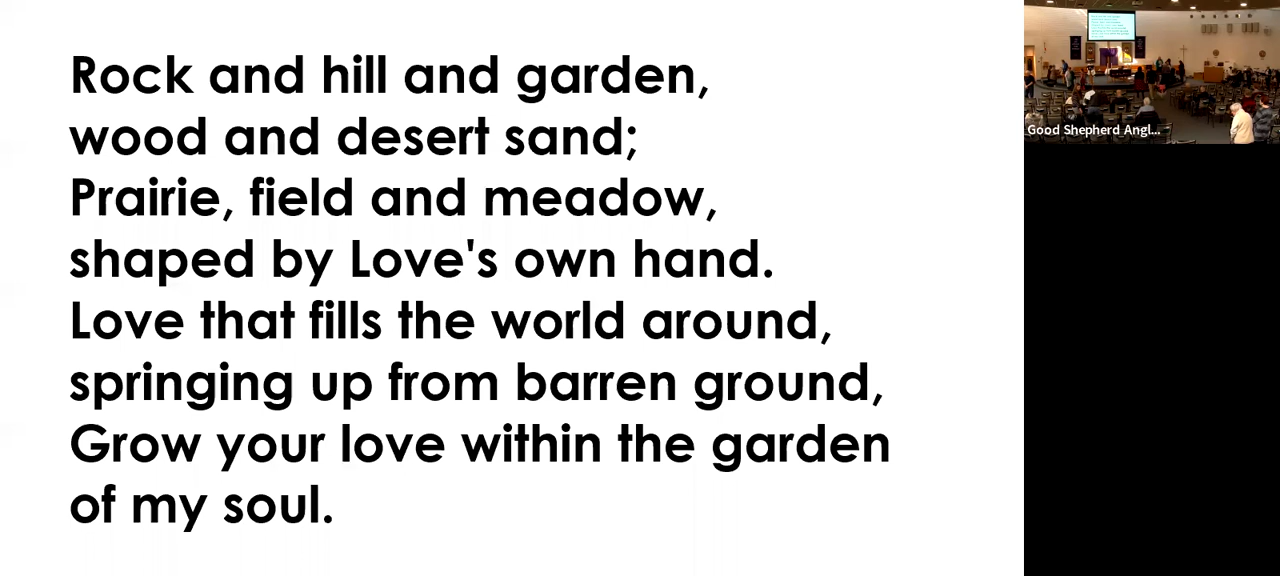 Rock and hill and garden,
wood and desert sand;
Prairie, field and meadow,
shaped by Love's own hand.
Love that fills the world around,
springing up from barren ground,
Grow your love within the garden
of my soul.
Good Shepherd Angl...